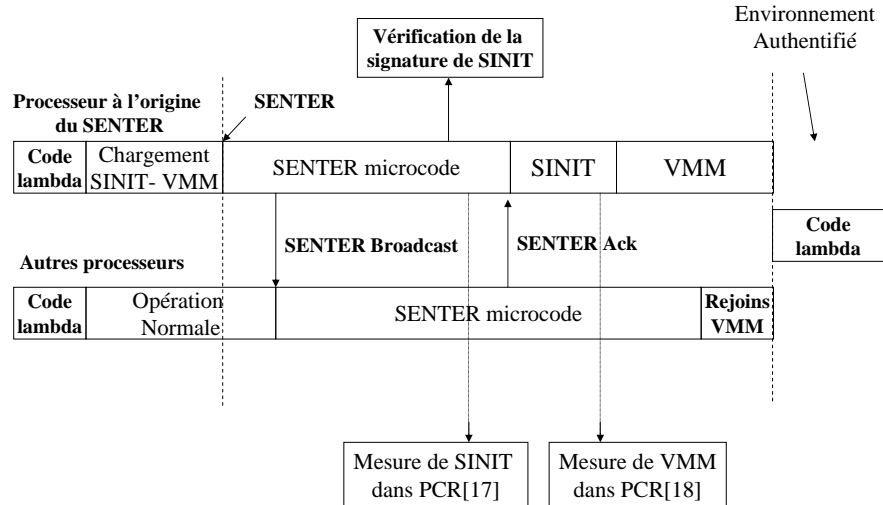 Environnement
Authentifié
Vérification de la
signature de SINIT
Processeur à l'origine
du SENTER
SENTER
Code
lambda
Chargement
SINIT- VMM
SENTER microcode
SINIT
VMM
SENTER Broadcast
SENTER Ack
Code
lambda
Autres processeurs
Code
lambda
Opération
Normale
SENTER microcode
Rejoins
VMM
Mesure de SINIT
dans PCR[17]
Mesure de VMM
dans PCR[18]